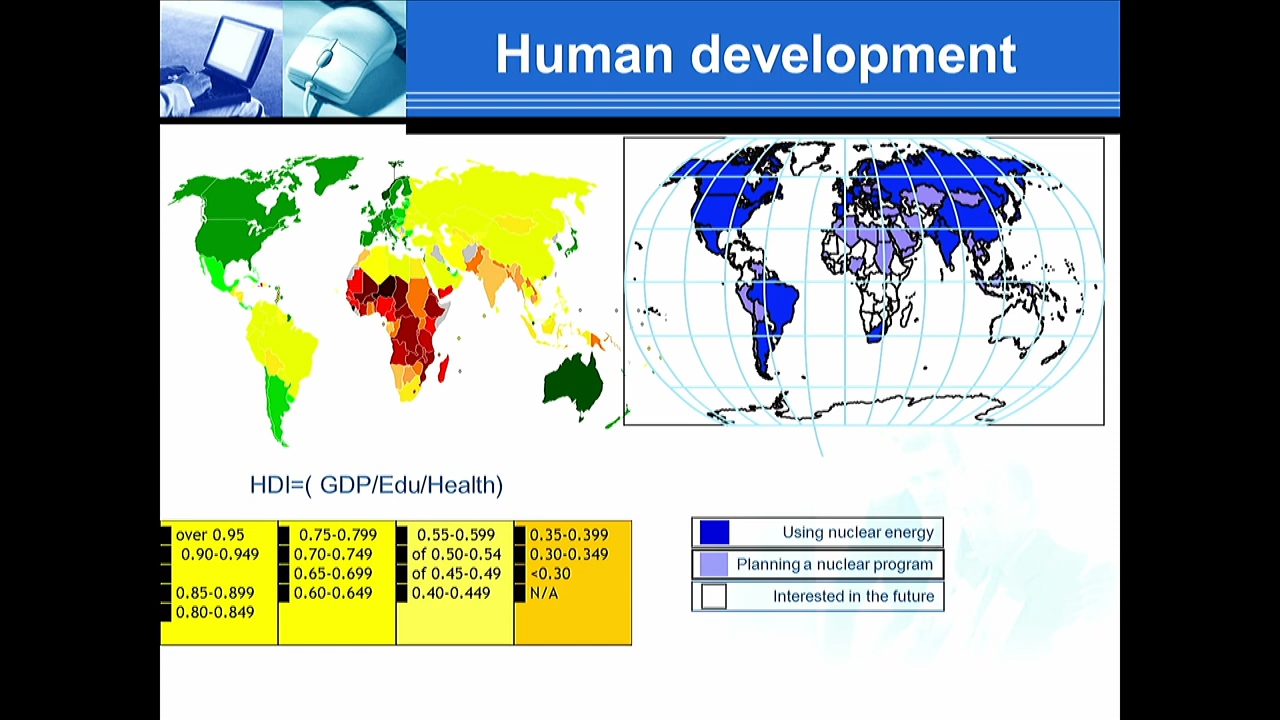 Human development
HDI=( GDP/Edu/Health)
over 0.95
0.90-0.949
0.85-0.899
0.80-0.849
0.75-0.799
0.70-0.749
0.65-0.699
0.60-0.649
0.55-0.599
of 0.50-0.54
of 0.45-0.49
0.40-0.449
0.35-0.399
0.30-0.349
<0.30
N/A
Using nuclear energy
Planning a nuclear program
Interested in the future